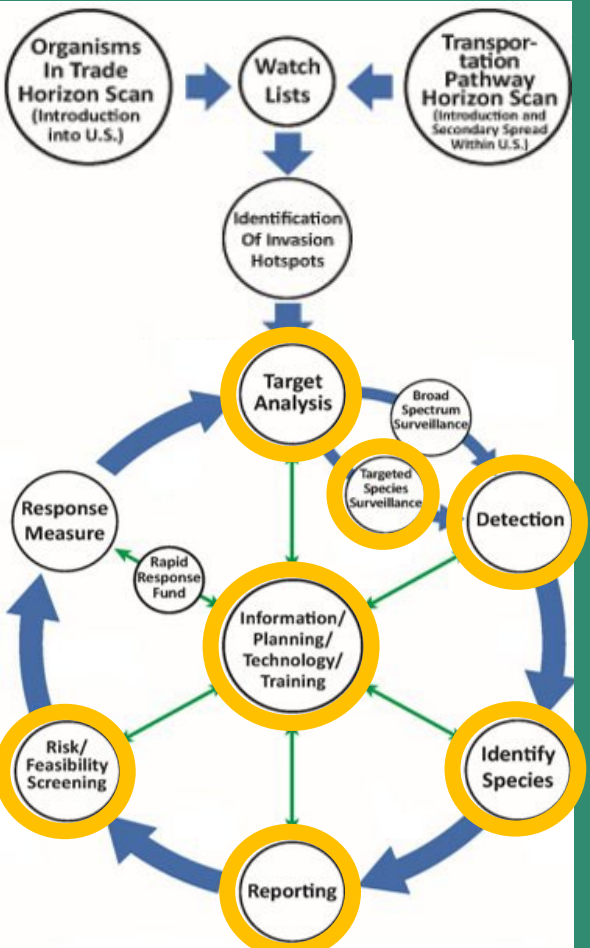 Organisms
In Trade
Horizon Scan
(Introduction
into U.S.)
Watch
Lists
Transpor-
tation
Pathway
Horizon Scan
(Introduction and
Secondary Spread
Within U.S.)
Identification
Of Invasion
Hotspots
Target
Analysis
Broad
Spectrum
Surveillance
Targeted
Species
Surveillance
Detection
Response
Measure
Rapid
Response
Fund
Information/
Planning/
Technology/
Training
Risk/
Feasibility
Screening
Identify
Species
Reporting